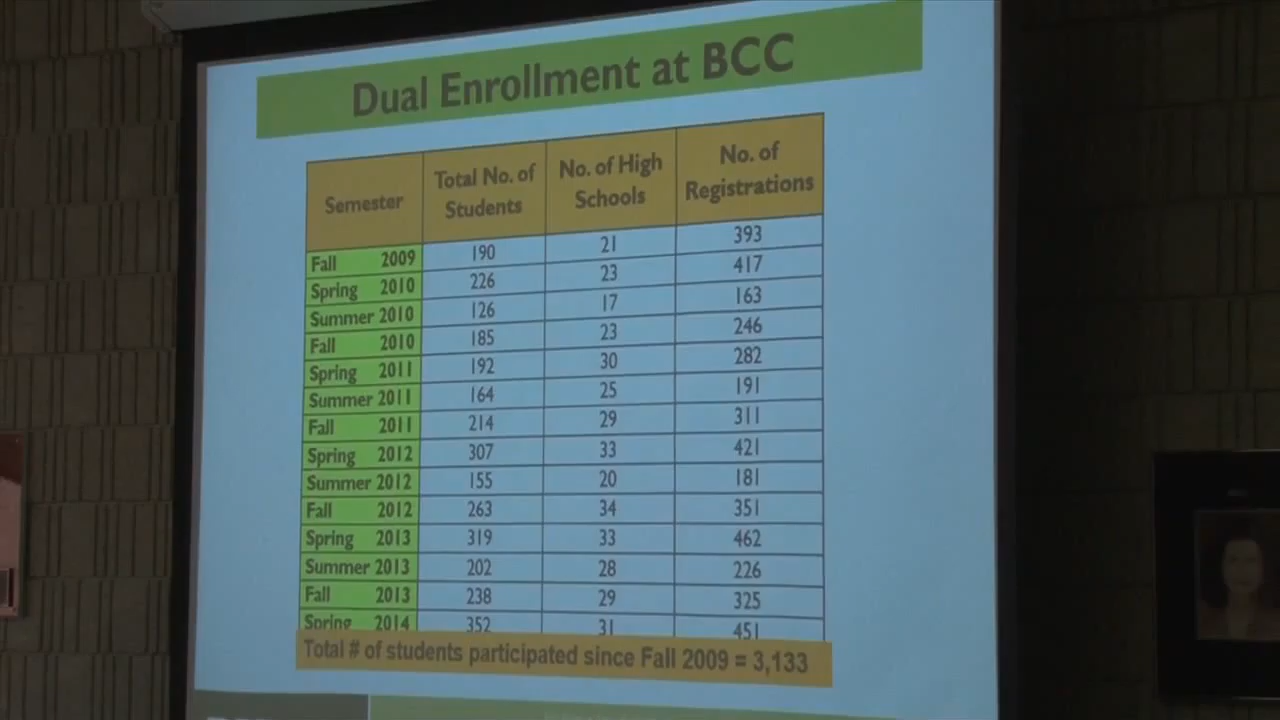 Dual Enrollment at BCC
Semester Total No. of Students No. of High Schools No. of Registrations
Fall 2009 190 21 393
Spring 2010 226 23 417
Summer 2010 126 17 163
Fall 2010 185 23 246
Spring 2011 192 30 282
Summer 2011 164 25 191
Fall 2011 214 29 311
Spring 2012 307 33 421
Summer 2012 155 20 181
Fall 2012 263 34 351
Spring 2013 319 33 462
Summer 2013 202 28 226
Fall 2013 238 29 325
Spring 2014 352 31 451
Total # of students participated since Fall 2009 = 3,133